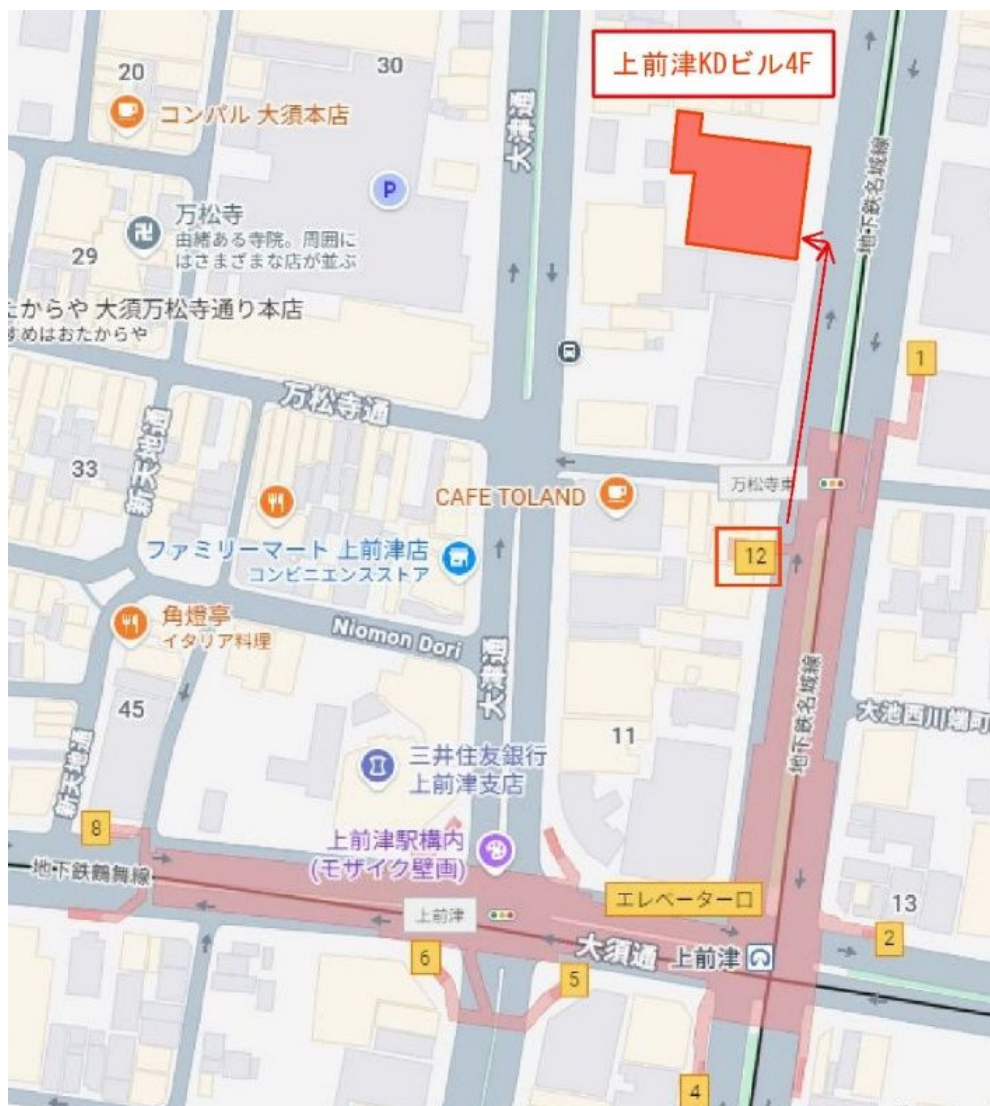 上前津KDビル4F
20
30
コンパル 大須本店
大津通
地下鉄名城線
P
万松寺
由緒ある寺院。周囲に
はさまざまな店が並ぶ
29
たからや 大須万松寺通り本店
すめはおたからや
1
万松寺通
新天地通
33
万松寺東
CAFE TOLAND
12
ファミリーマート 上前津店
コンビニエンスストア
角燈亭
イタリア料理
Niomon Dori
大津通
地下鉄名城線
大池西川端町
45
11
三井住友銀行
上前津支店
新天地通
8
上前津駅構内
(モザイク壁画)
地下鉄鶴舞線
エレベーター口
13
上前津
2
大須通
上前津
6
5
4